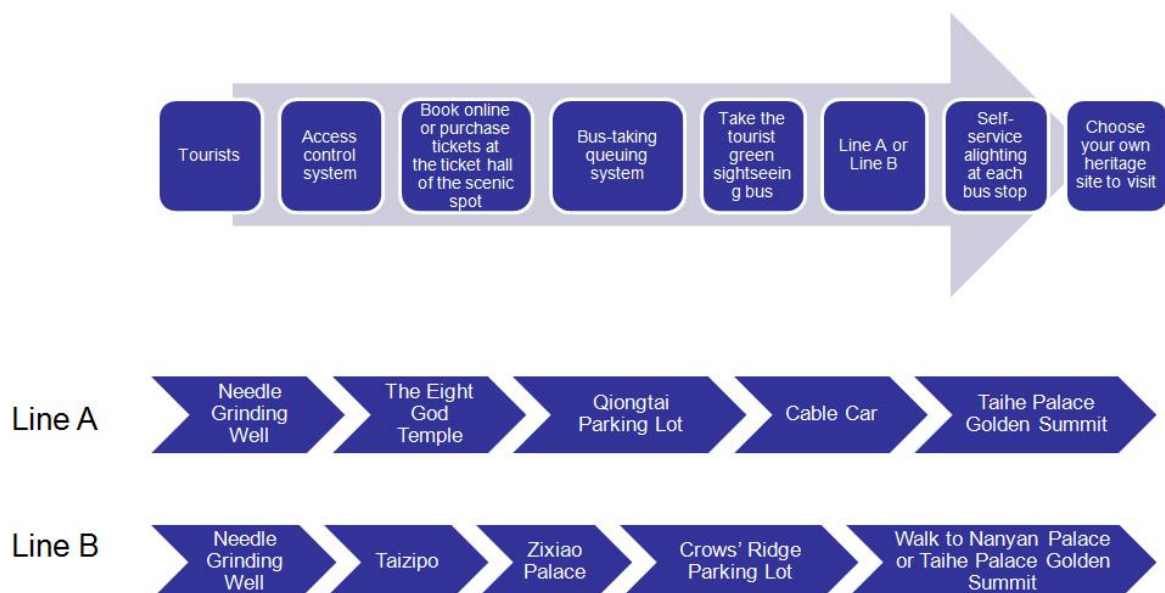 Tourists
Access
control
system
Book online
or purchase
tickets at
the ticket hall
of the scenic
spot
Bus-taking
queuing
system
Take the
tourist
green
sightseein
g bus
Line A or
Line B
Self-
service
alighting
at each
bus stop
Choose
your own
heritage
site to visit
Line A
Needle
Grinding
Well
The Eight
God
Temple
Qiongtai
Parking Lot
Cable Car
Taihe Palace
Golden Summit
Line B
Needle
Grinding
Well
Taizipo
Zixiao
Palace
Crows' Ridge
Parking Lot
Walk to Nanyan Palace
or Taihe Palace Golden
Summit